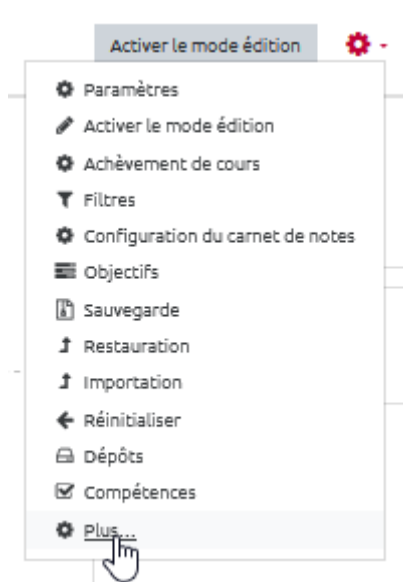 Activer le mode édition
Paramètres
Activer le mode édition
Achèvement de cours
Filtres
Configuration du carnet de notes
Objectifs
Sauvegarde
Restauration
Importation
Réinitialiser
Dépôts
Compétences
Plus...